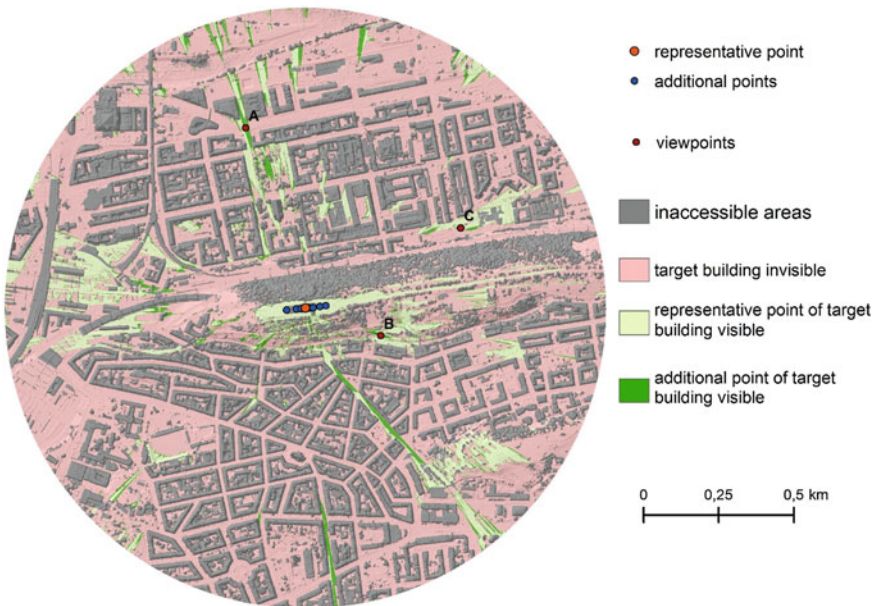 A
C
B
representative point
additional points
viewpoints
inaccessible areas
target building invisible
representative point of target
building visible
additional point of target
building visible
0 0,25 0,5 km